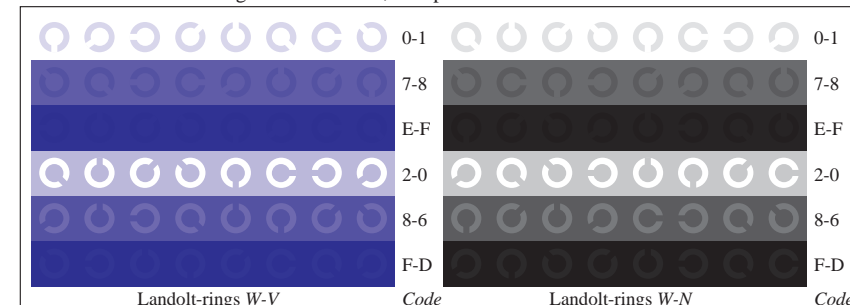 0-1 0-1
7-8 7-8
E-F E-F
2-0 2-0
8-6 8-6
F-D F-D
Landolt-rings W-V Code Landolt-rings W-N Code